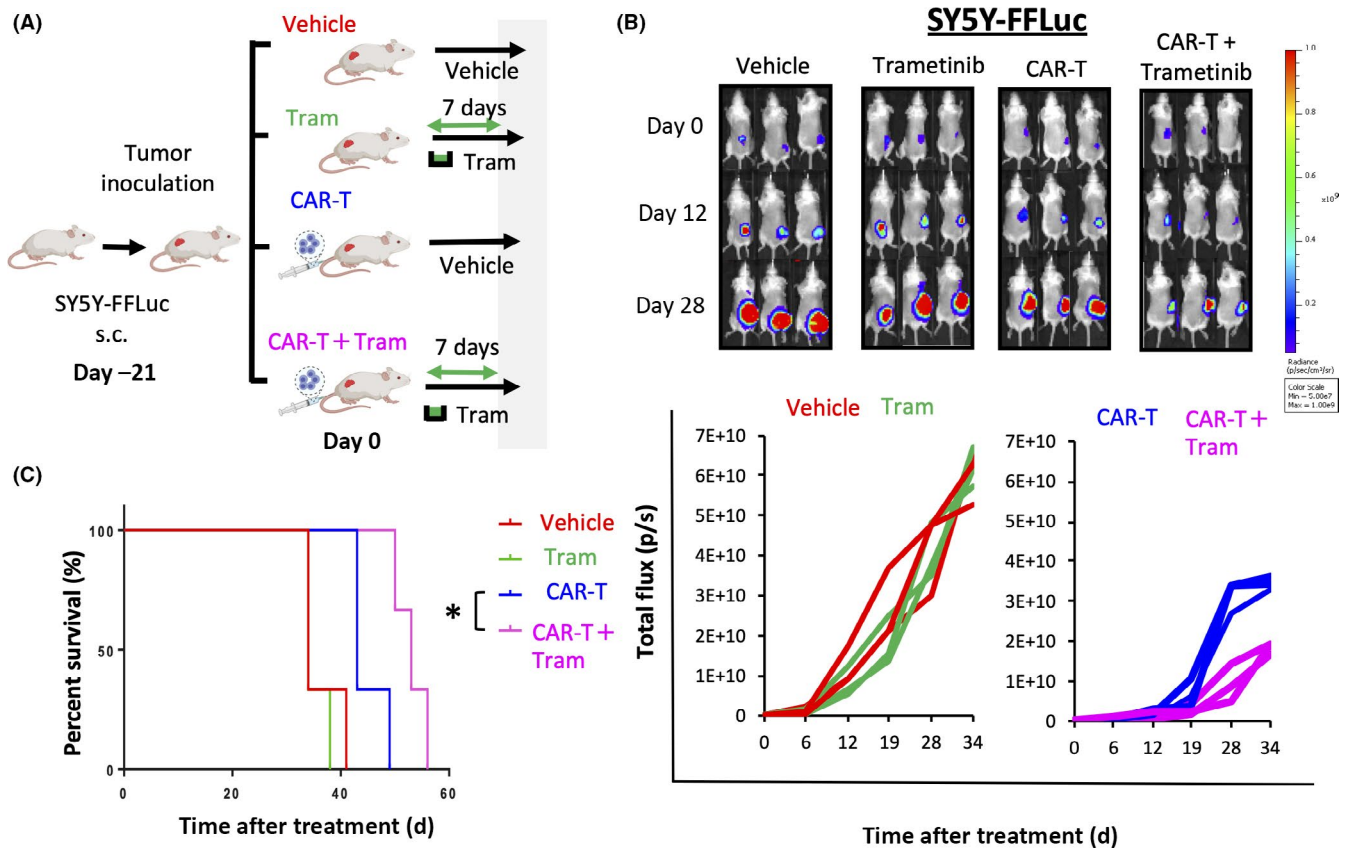 (A)
Vehicle
Vehicle
Tram
7 days
Tram
Tumor
inoculation
CAR-T
Vehicle
SY5Y-FFLuc
s.c.
Day –21
CAR-T+Tram
7 days
Tram
Day 0
(B)
SY5Y-FFLuc
Vehicle
Trametinib
CAR-T
CAR-T +
Trametinib
Day 0
Day 12
Day 28
1.0
0.8
0.6
x10⁹
0.4
0.2
Radiance
(p/sec/cm²/sr)
Color Scale
Min = 5.00e7
Max = 1.00e9
Vehicle Tram
7E+10
6E+10
5E+10
4E+10
3E+10
2E+10
1E+10
0
0 6 12 19 28 34
Total flux (p/s)
CAR-T
CAR-T+
Tram
7E+10
6E+10
5E+10
4E+10
3E+10
2E+10
1E+10
0
0 6 12 19 28 34
Time after treatment (d)
(C)
Percent survival (%)
100
50
0
0 20 40 60
Time after treatment (d)
Vehicle
Tram
CAR-T
*
CAR-T+
Tram